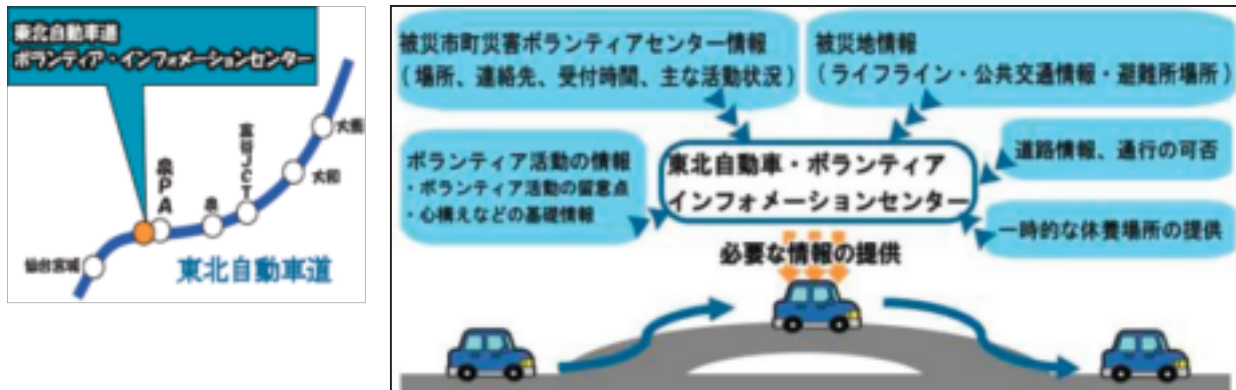 東北自動車道
ボランティア・インフォメーションセンター
大衡
大和
富谷JCT
泉
泉PA
仙台宮城
東北自動車道
被災市町災害ボランティアセンター情報
（場所、連絡先、受付時間、主な活動状況）
被災地情報
（ライフライン・公共交通情報・避難所場所）
ボランティア活動の情報
・ボランティア活動の留意点
・心構えなどの基礎情報
東北自動車・ボランティア
インフォメーションセンター
道路情報、通行の可否
一時的な休養場所の提供
必要な情報の提供